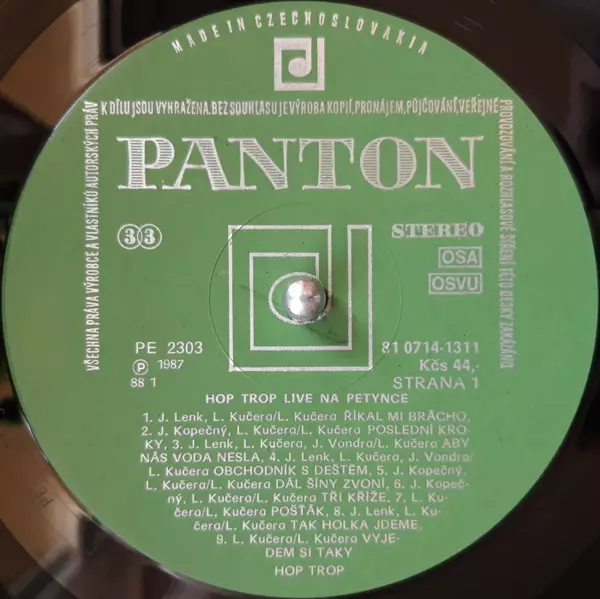 MADE IN CZECHOSLOVAKIA
VŠECHNA PRÁVA VÝROBCE A VLASTNÍKŮ AUTORSKÝCH PRÁV
K DÍLU JSOU VYHRAŽENA. BEZ SOUHLASU JE VÝROBA KOPIÍ, PRONÁJEM, PŮJČOVÁNÍ, VEŘEJNÉ
PROVOZOVÁNÍ A ROZHLASOVÉ ŠÍŘENÍ TÉTO DESKY ZAKÁZÁNO
PANTON
33
STEREO
OSA
OSVU
PE 2303
81 0714-1311
Ⓟ 1987
Kčs 44,-
88 1
STRANA 1
HOP TROP LIVE NA PETYNCE
1. J. Lenk, L. Kučera/L. Kučera ŘÍKAL MI BRÁCHO,
2. J. Kopečný, L. Kučera/L. Kučera POSLEDNÍ KRO-
KY, 3. J. Lenk, L. Kučera, J. Vondra/L. Kučera ABY
NÁS VODA NESLA, 4. J. Lenk, L. Kučera, J. Vondra/
L. Kučera OBCHODNÍK S DEŠTĚM, 5. J. Kopečný,
L. Kučera/L. Kučera DÁL ŠÍNY ZVONÍ, 6. J. Kopeč-
ný, L. Kučera/L. Kučera TŘI KŘÍŽE, 7. L. Ku-
čera/L. Kučera POŠŤÁK, 8. J. Lenk, L. Ku-
čera/L. Kučera TAK HOLKA JDEME,
9. L. Kučera/L. Kučera VYJE-
DEM SI TAKY
HOP TROP